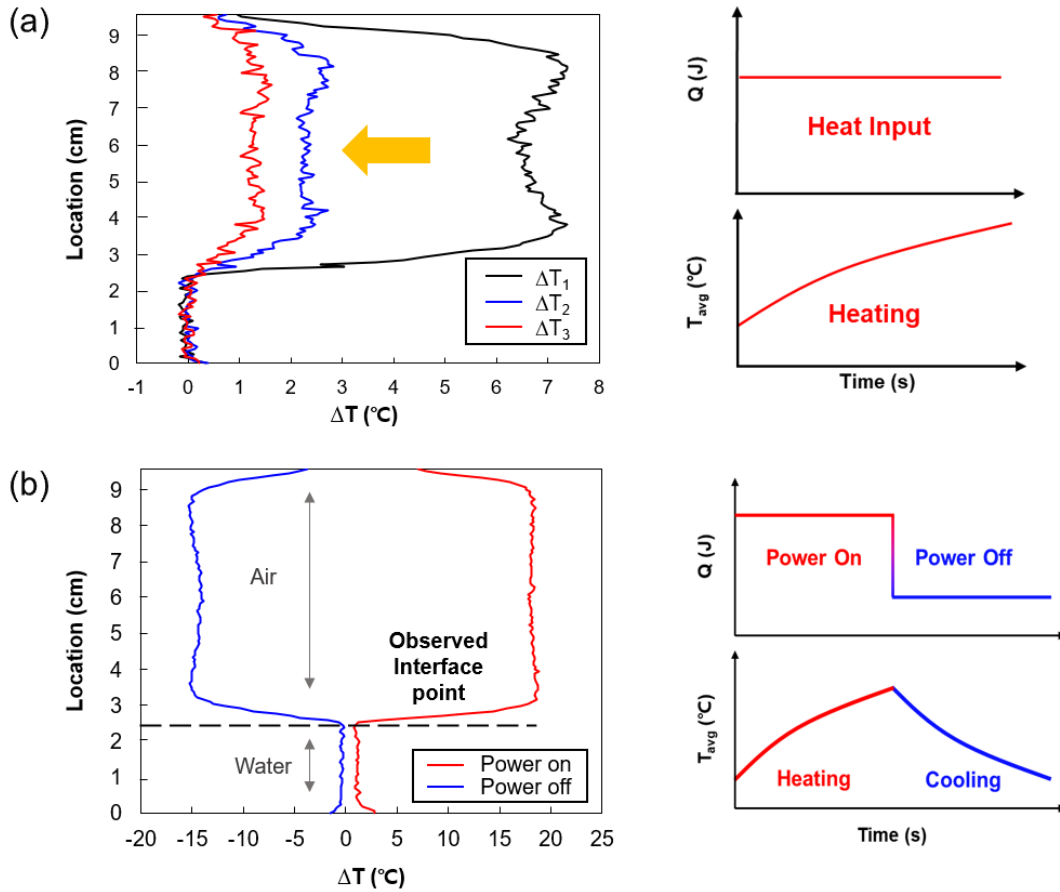 (a)
Location (cm)
9
8
7
6
5
4
3
2
1
0
-1 0 1 2 3 4 5 6 7 8
ΔT (℃)
ΔT₁
ΔT₂
ΔT₃
Q (J)
Heat Input
Tavg (℃)
Heating
Time (s)
(b)
Location (cm)
9
8
7
6
5
4
3
2
1
0
-20 -15 -10 -5 0 5 10 15 20 25
ΔT (℃)
Air
Observed
Interface
point
Water
Power on
Power off
Q (J)
Power On Power Off
Tavg (℃)
Heating Cooling
Time (s)